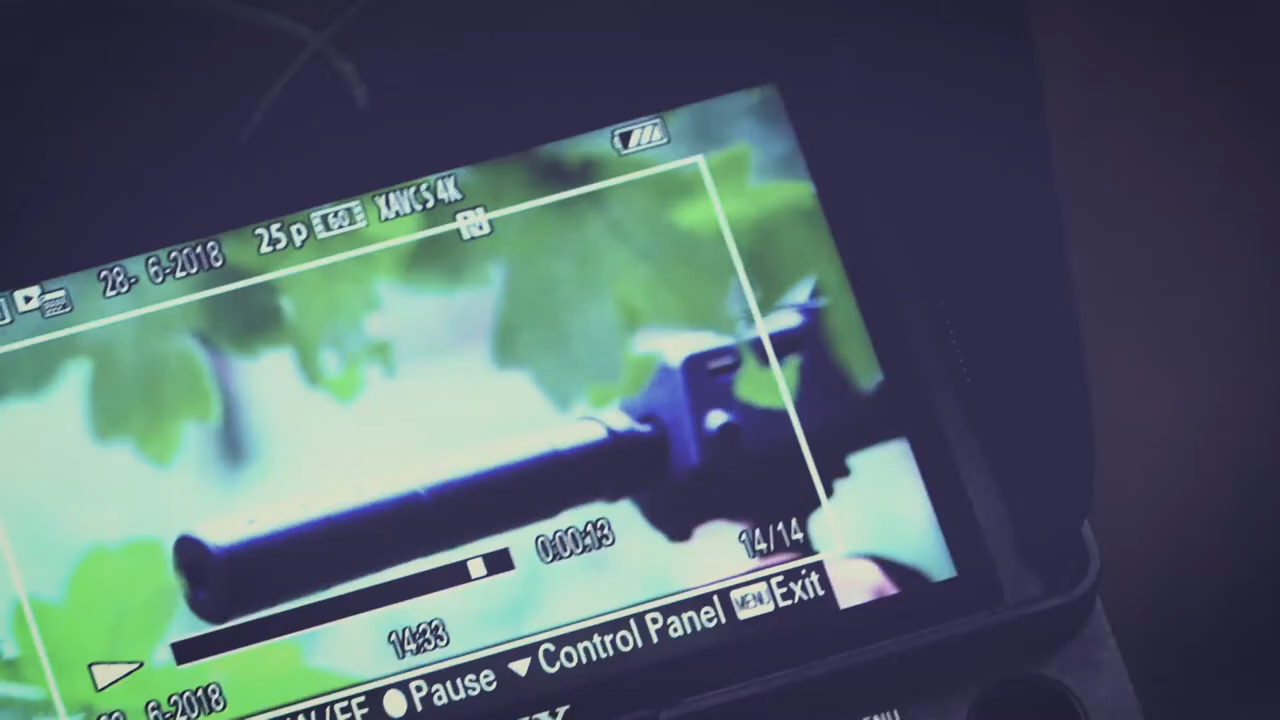 28- 6-2018 25p 60 XAVC S 4K
0:00:13 14/14
14:33
6-2018
Pause Control Panel MENU Exit